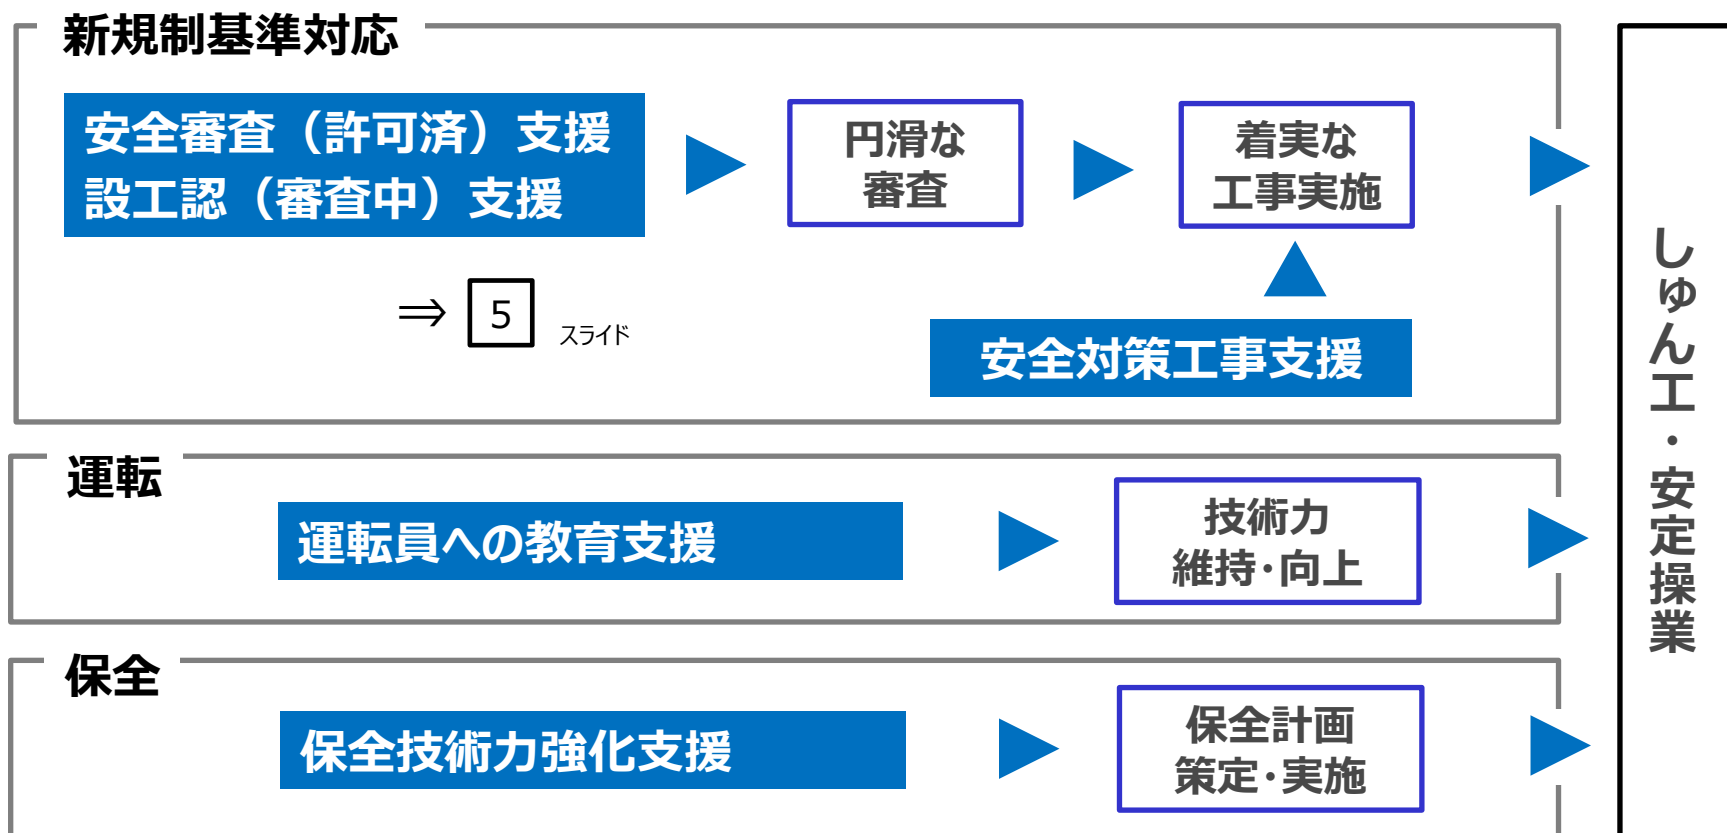 新規制基準対応
安全審査（許可済）支援
設工認（審査中）支援
円滑な
審査
着実な
工事実施
⇒ 5 スライド
安全対策工事支援
運転
運転員への教育支援
技術力
維持･向上
保全
保全技術力強化支援
保全計画
策定･実施
しゅん工・安定操業